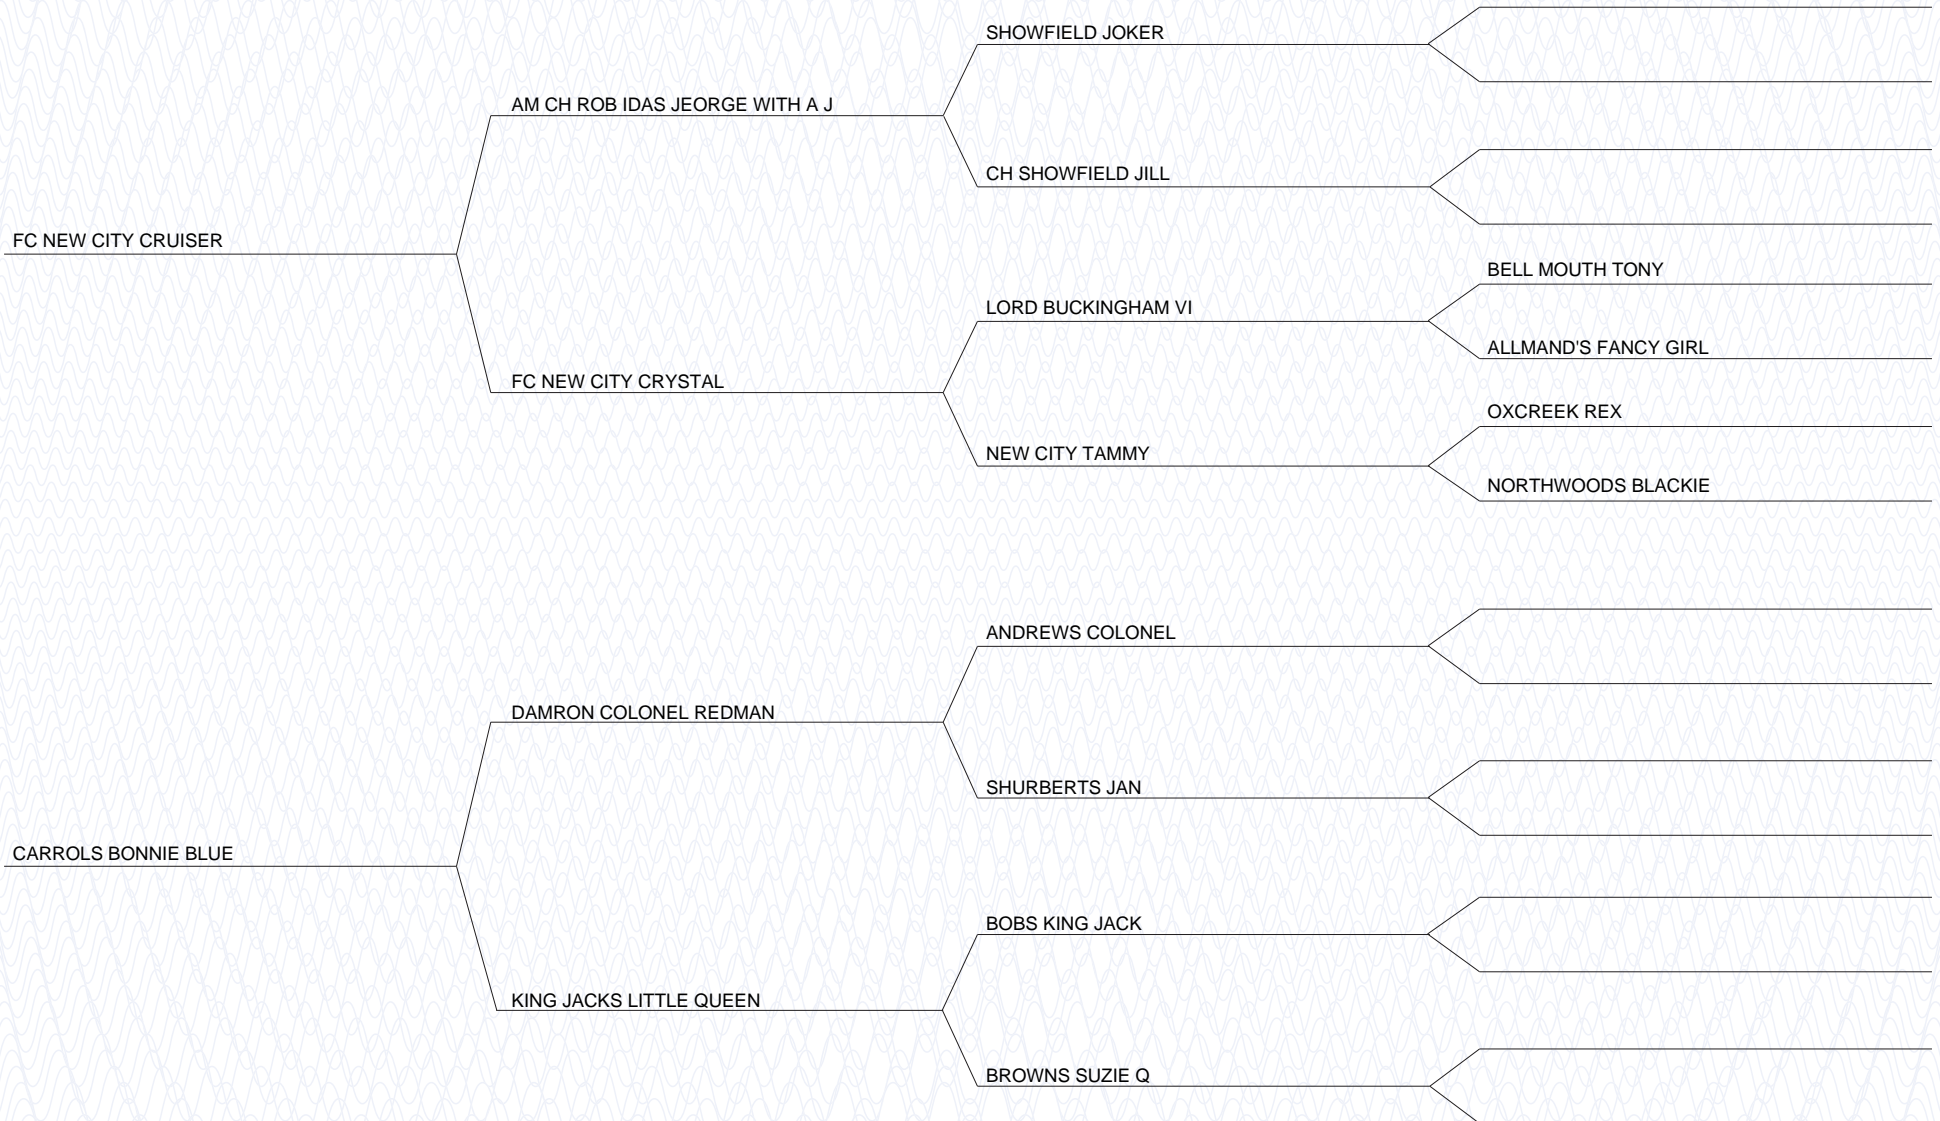 SHOWFIELD JOKER
AM CH ROB IDAS JEORGE WITH A J
CH SHOWFIELD JILL
FC NEW CITY CRUISER
BELL MOUTH TONY
LORD BUCKINGHAM VI
ALLMAND'S FANCY GIRL
FC NEW CITY CRYSTAL
OXCREEK REX
NEW CITY TAMMY
NORTHWOODS BLACKIE
ANDREWS COLONEL
DAMRON COLONEL REDMAN
SHURBERTS JAN
CARROLS BONNIE BLUE
BOBS KING JACK
KING JACKS LITTLE QUEEN
BROWNS SUZIE Q